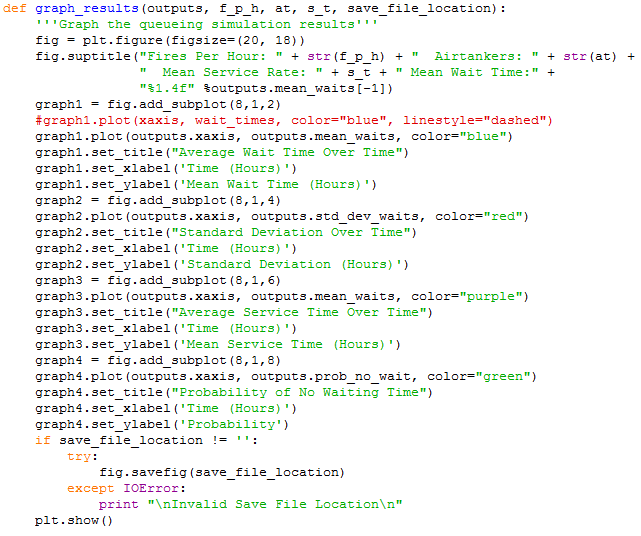 def graph_results(outputs, f_p_h, at, s_t, save_file_location):
    '''Graph the queueing simulation results'''
    fig = plt.figure(figsize=(20, 18))
    fig.suptitle("Fires Per Hour: " + str(f_p_h) + "  Airtankers: " + str(at) +
                 "  Mean Service Rate: " + s_t + " Mean Wait Time:" +
                 "%1.4f" %outputs.mean_waits[-1])
    graph1 = fig.add_subplot(8,1,2)
    #graph1.plot(xaxis, wait_times, color="blue", linestyle="dashed")
    graph1.plot(outputs.xaxis, outputs.mean_waits, color="blue")
    graph1.set_title("Average Wait Time Over Time")
    graph1.set_xlabel('Time (Hours)')
    graph1.set_ylabel('Mean Wait Time (Hours)')
    graph2 = fig.add_subplot(8,1,4)
    graph2.plot(outputs.xaxis, outputs.std_dev_waits, color="red")
    graph2.set_title("Standard Deviation Over Time")
    graph2.set_xlabel('Time (Hours)')
    graph2.set_ylabel('Standard Deviation (Hours)')
    graph3 = fig.add_subplot(8,1,6)
    graph3.plot(outputs.xaxis, outputs.mean_waits, color="purple")
    graph3.set_title("Average Service Time Over Time")
    graph3.set_xlabel('Time (Hours)')
    graph3.set_ylabel('Mean Service Time (Hours)')
    graph4 = fig.add_subplot(8,1,8)
    graph4.plot(outputs.xaxis, outputs.prob_no_wait, color="green")
    graph4.set_title("Probability of No Waiting Time")
    graph4.set_xlabel('Time (Hours)')
    graph4.set_ylabel('Probability')
    if save_file_location != '':
        try:
            fig.savefig(save_file_location)
        except IOError:
            print "\nInvalid Save File Location\n"
    plt.show()